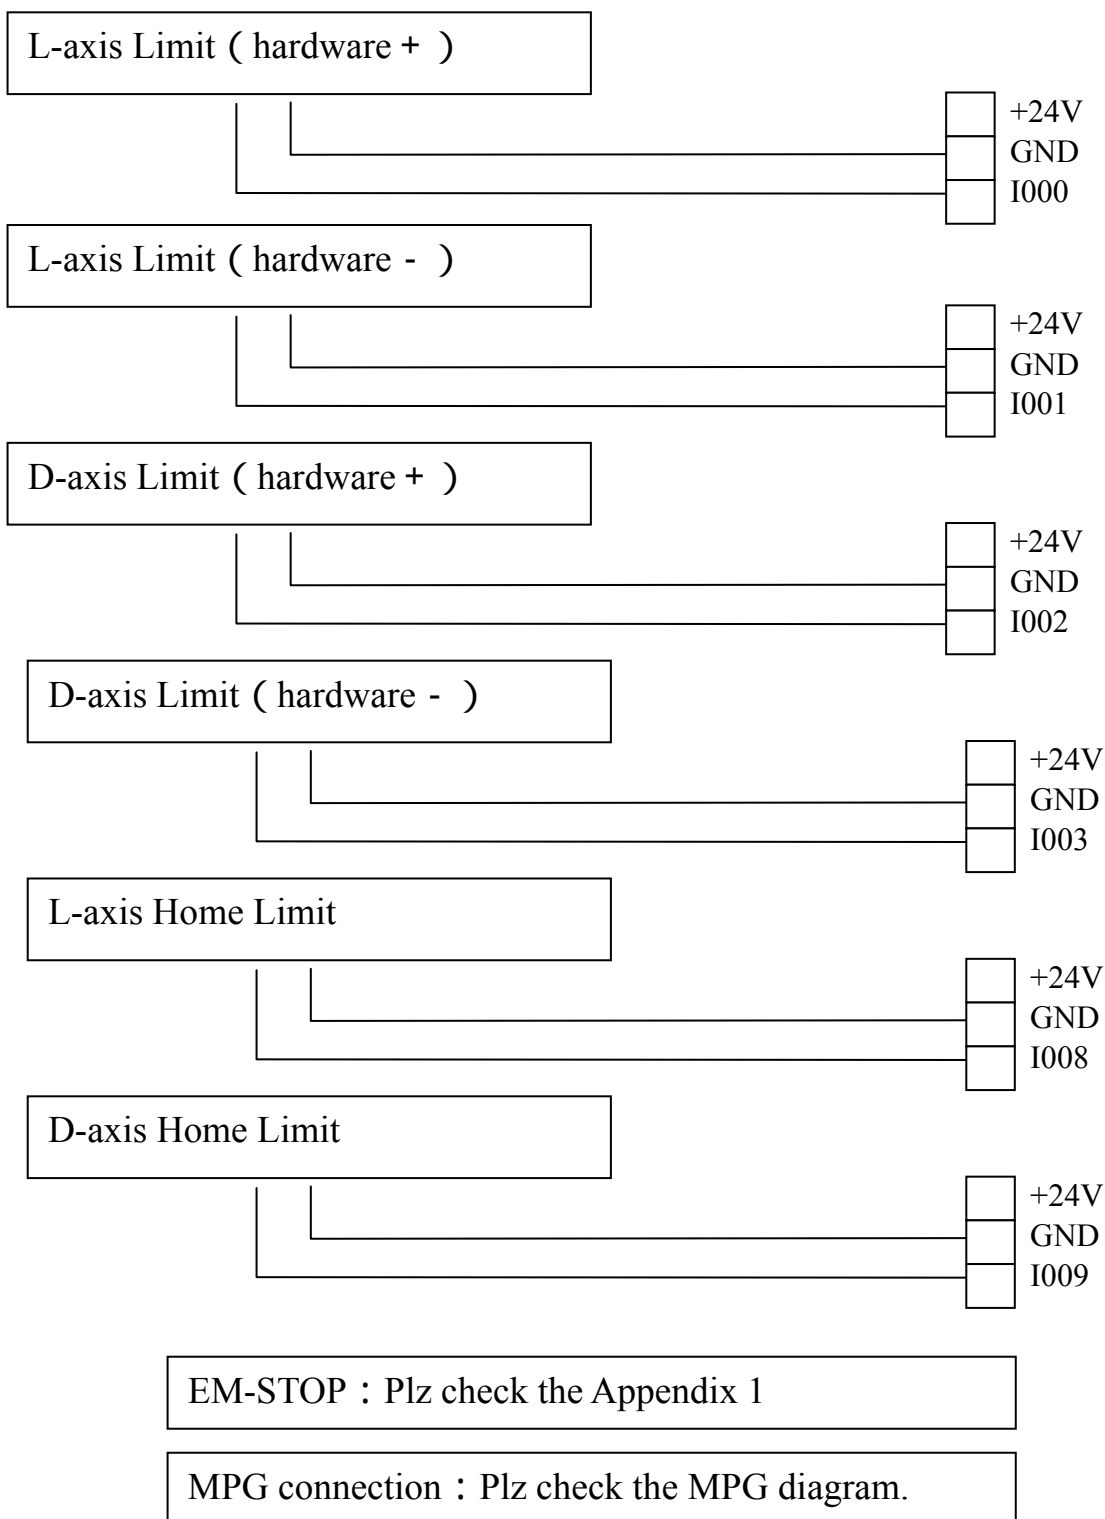 L-axis Limit（hardware＋ ）
+24V
GND
I000
L-axis Limit（hardware－ ）
+24V
GND
I001
D-axis Limit（hardware＋ ）
+24V
GND
I002
D-axis Limit（hardware－ ）
+24V
GND
I003
L-axis Home Limit
+24V
GND
I008
D-axis Home Limit
+24V
GND
I009
EM-STOP：Plz check the Appendix 1
MPG connection：Plz check the MPG diagram.